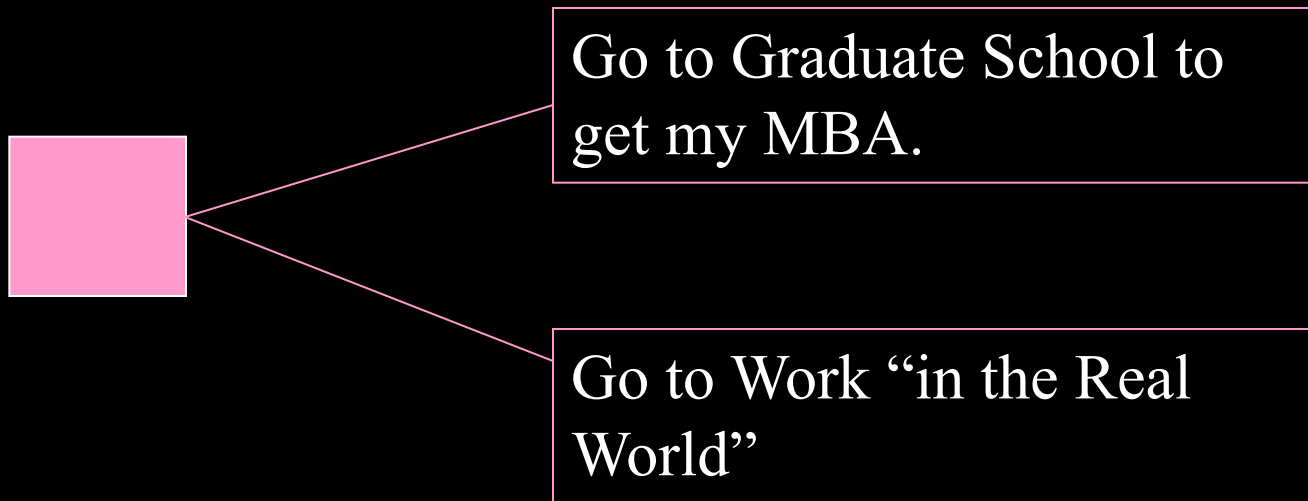 Go to Graduate School to
get my MBA.
Go to Work “in the Real
World”